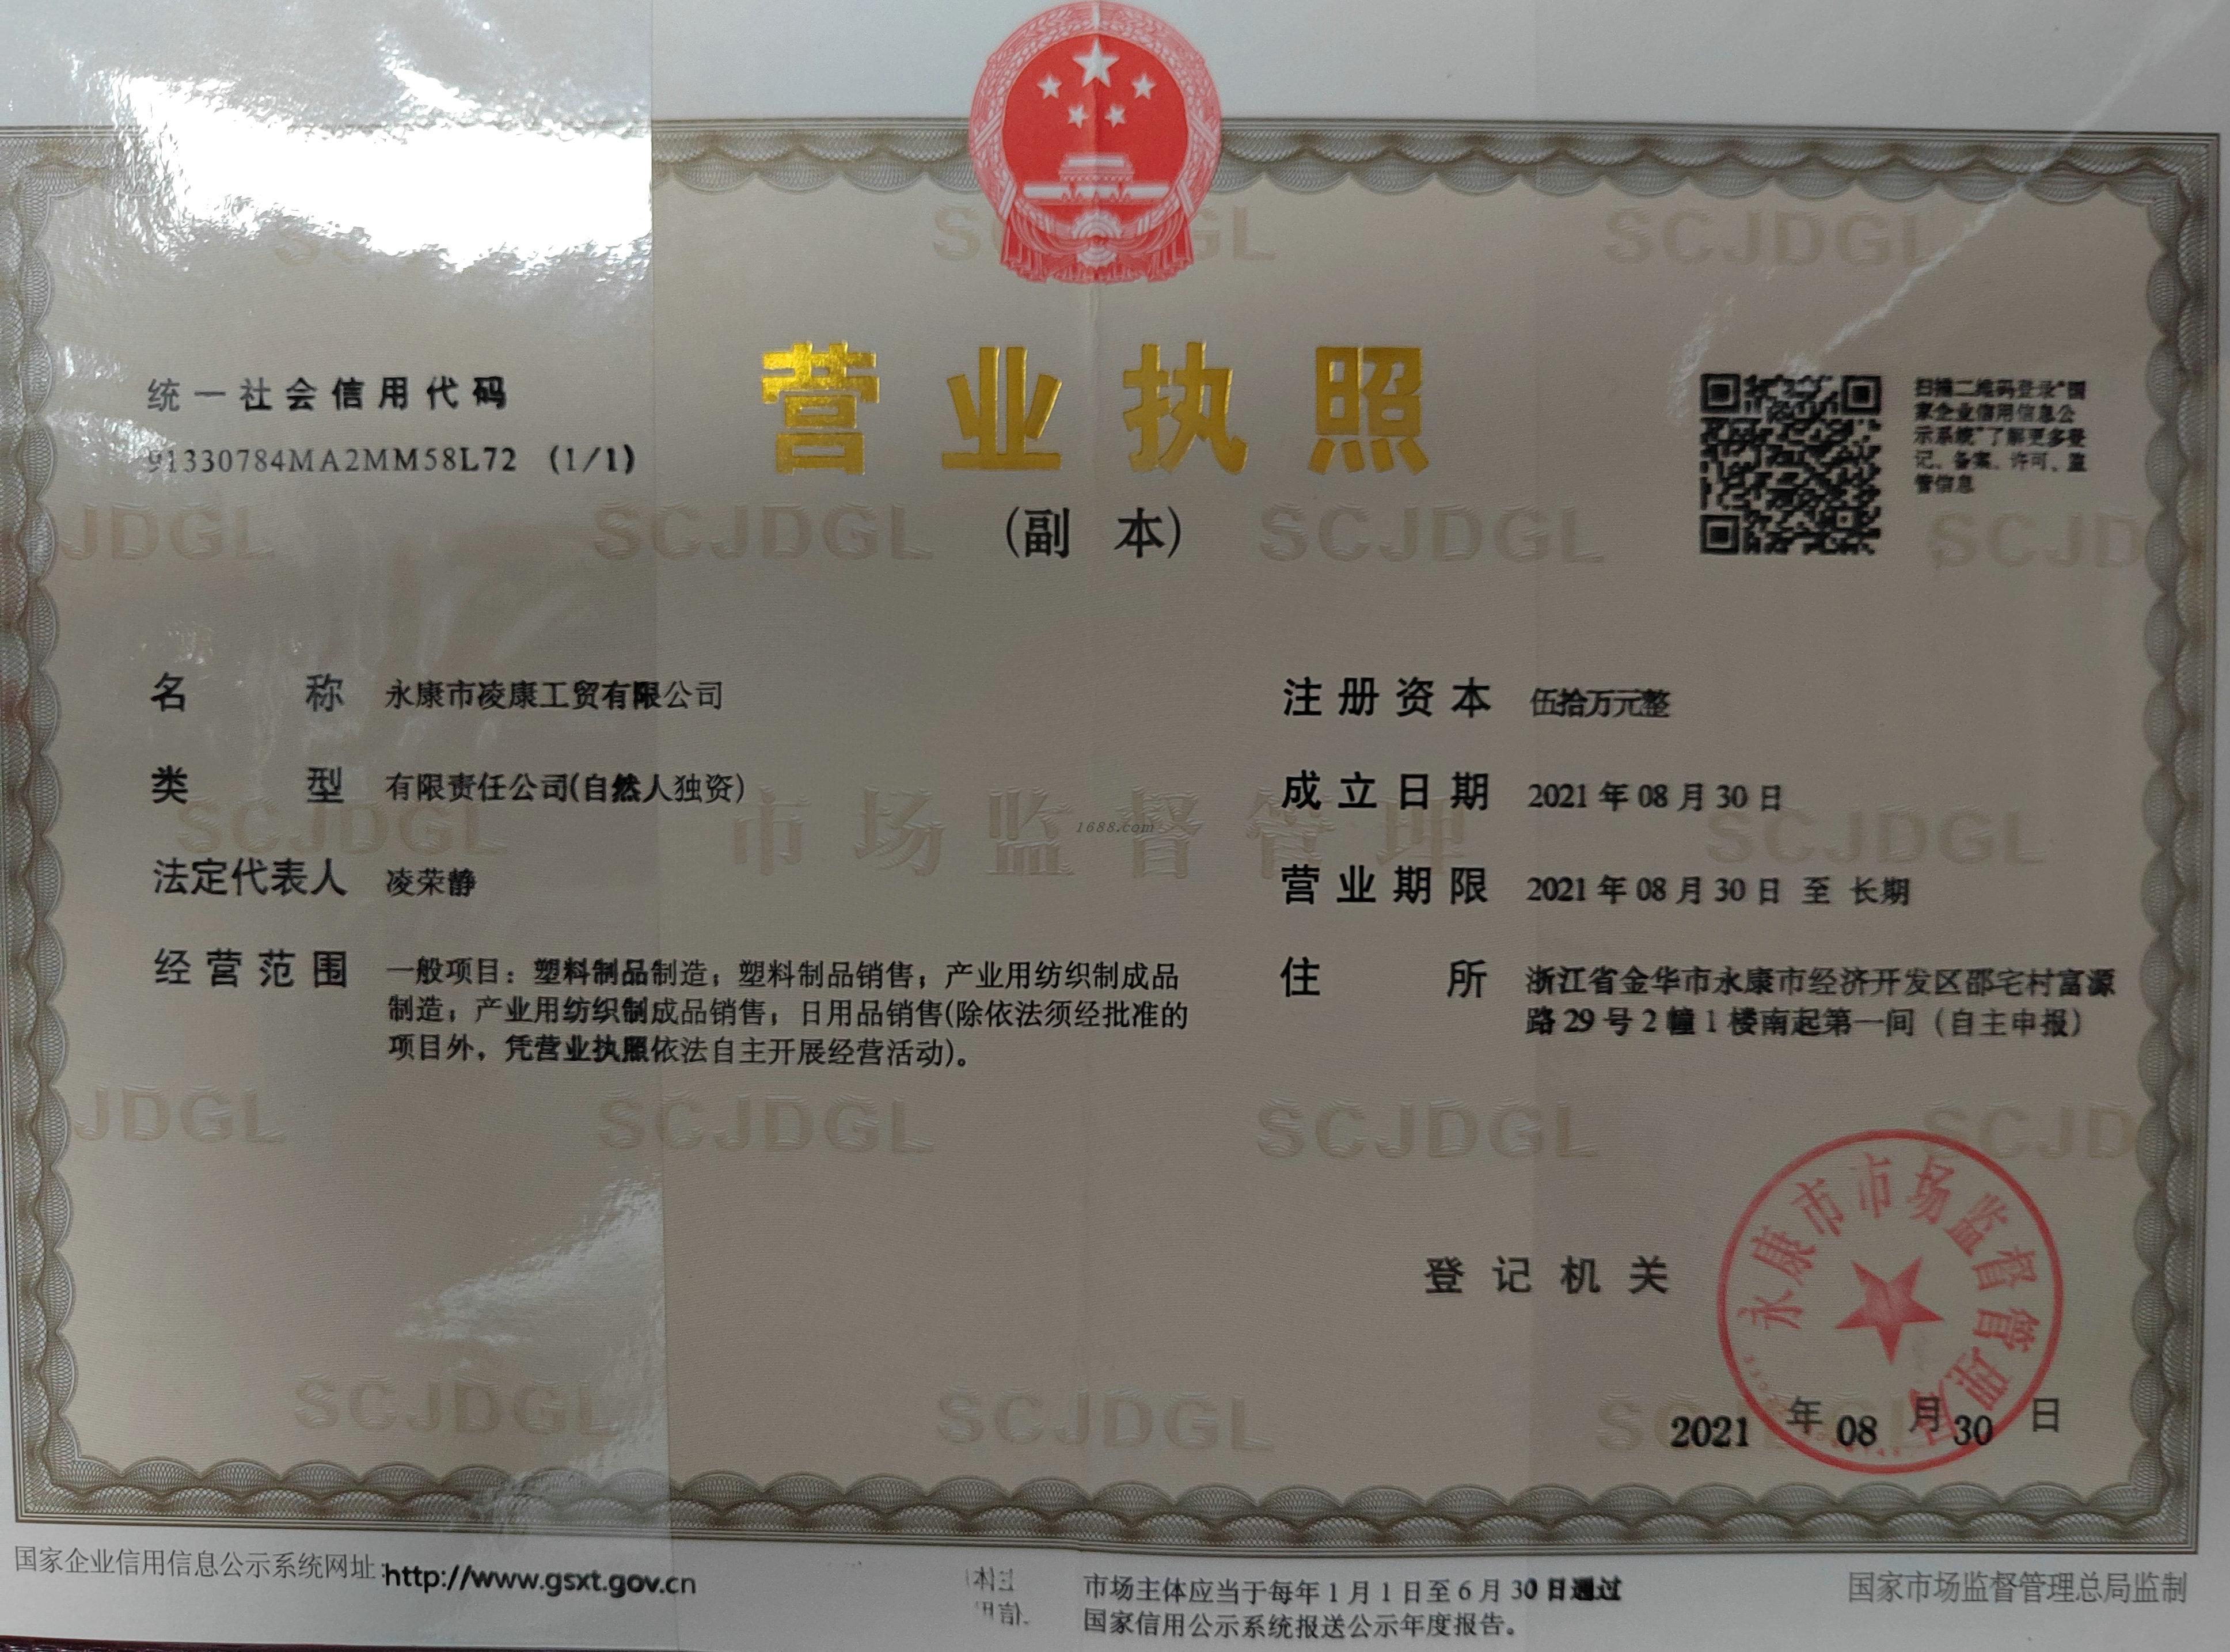 统一社会信用代码
91330784MA2MM58L72 (1/1)
营业执照
(副 本)
扫描二维码登录“国
家企业信用信息公
示系统”了解更多登
记、备案、许可、监
管信息
名 称 永康市凌康工贸有限公司
类 型 有限责任公司(自然人独资)
法定代表人 凌荣静
经营范围 一般项目：塑料制品制造；塑料制品销售；产业用纺织制成品
制造；产业用纺织制成品销售；日用品销售(除依法须经批准的
项目外，凭营业执照依法自主开展经营活动)。
注册资本 伍拾万元整
成立日期 2021年08月30日
营业期限 2021年08月30日 至 长期
住 所 浙江省金华市永康市经济开发区邵宅村富源
路29号2幢1楼南起第一间（自主申报）
SCJDGL
市场监督管理
1688.com
登记机关
永康市市场监督管理局
2021 年 08 月 30 日
国家企业信用信息公示系统网址:http://www.gsxt.gov.cn
市场主体应当于每年1月1日至6月30日通过
国家信用公示系统报送公示年度报告。
国家市场监督管理总局监制